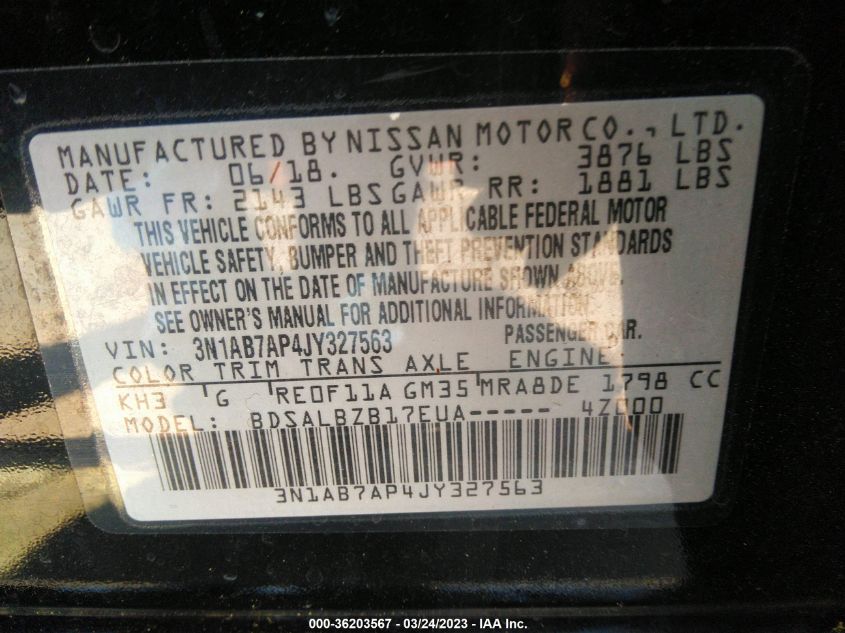 MANUFACTURED BY NISSAN MOTOR CO., LTD.
DATE: 06/18. GVWR: 3876 LBS
GAWR FR: 2143 LBS GAWR RR: 1881 LBS
THIS VEHICLE CONFORMS TO ALL APPLICABLE FEDERAL MOTOR
VEHICLE SAFETY, BUMPER AND THEFT PREVENTION STANDARDS
IN EFFECT ON THE DATE OF MANUFACTURE SHOWN ABOVE.
SEE OWNER'S MANUAL FOR ADDITIONAL INFORMATION.
VIN: 3N1AB7AP4JY327563 PASSENGER CAR.
COLOR TRIM TRANS AXLE ENGINE
KH3 G RE0F11A GM35 MRA8DE 1798 CC
MODEL: BDSALBZB17EUA----- 4Z000
3N1AB7AP4JY327563
000-36203567 - 03/24/2023 - IAA Inc.